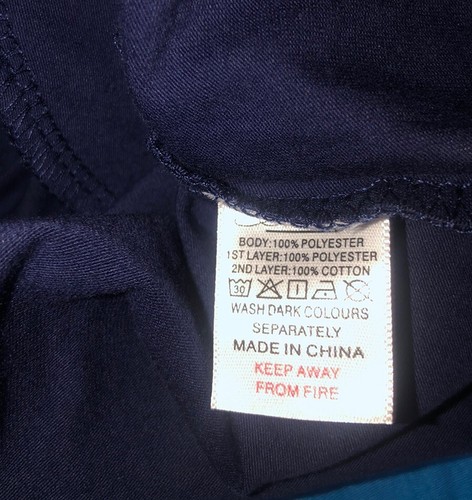 BODY:100% POLYESTER
1ST LAYER:100% POLYESTER
2ND LAYER:100% COTTON
30
WASH DARK COLOURS
SEPARATELY
MADE IN CHINA
KEEP AWAY
FROM FIRE